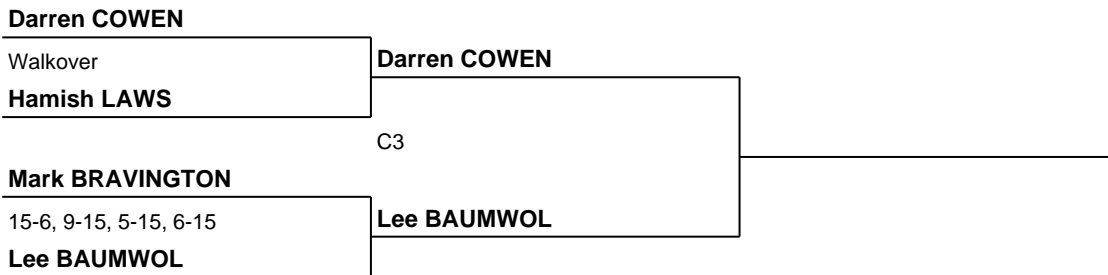 Darren COWEN
Walkover
Darren COWEN
Hamish LAWS
C3
Mark BRAVINGTON
15-6, 9-15, 5-15, 6-15
Lee BAUMWOL
Lee BAUMWOL